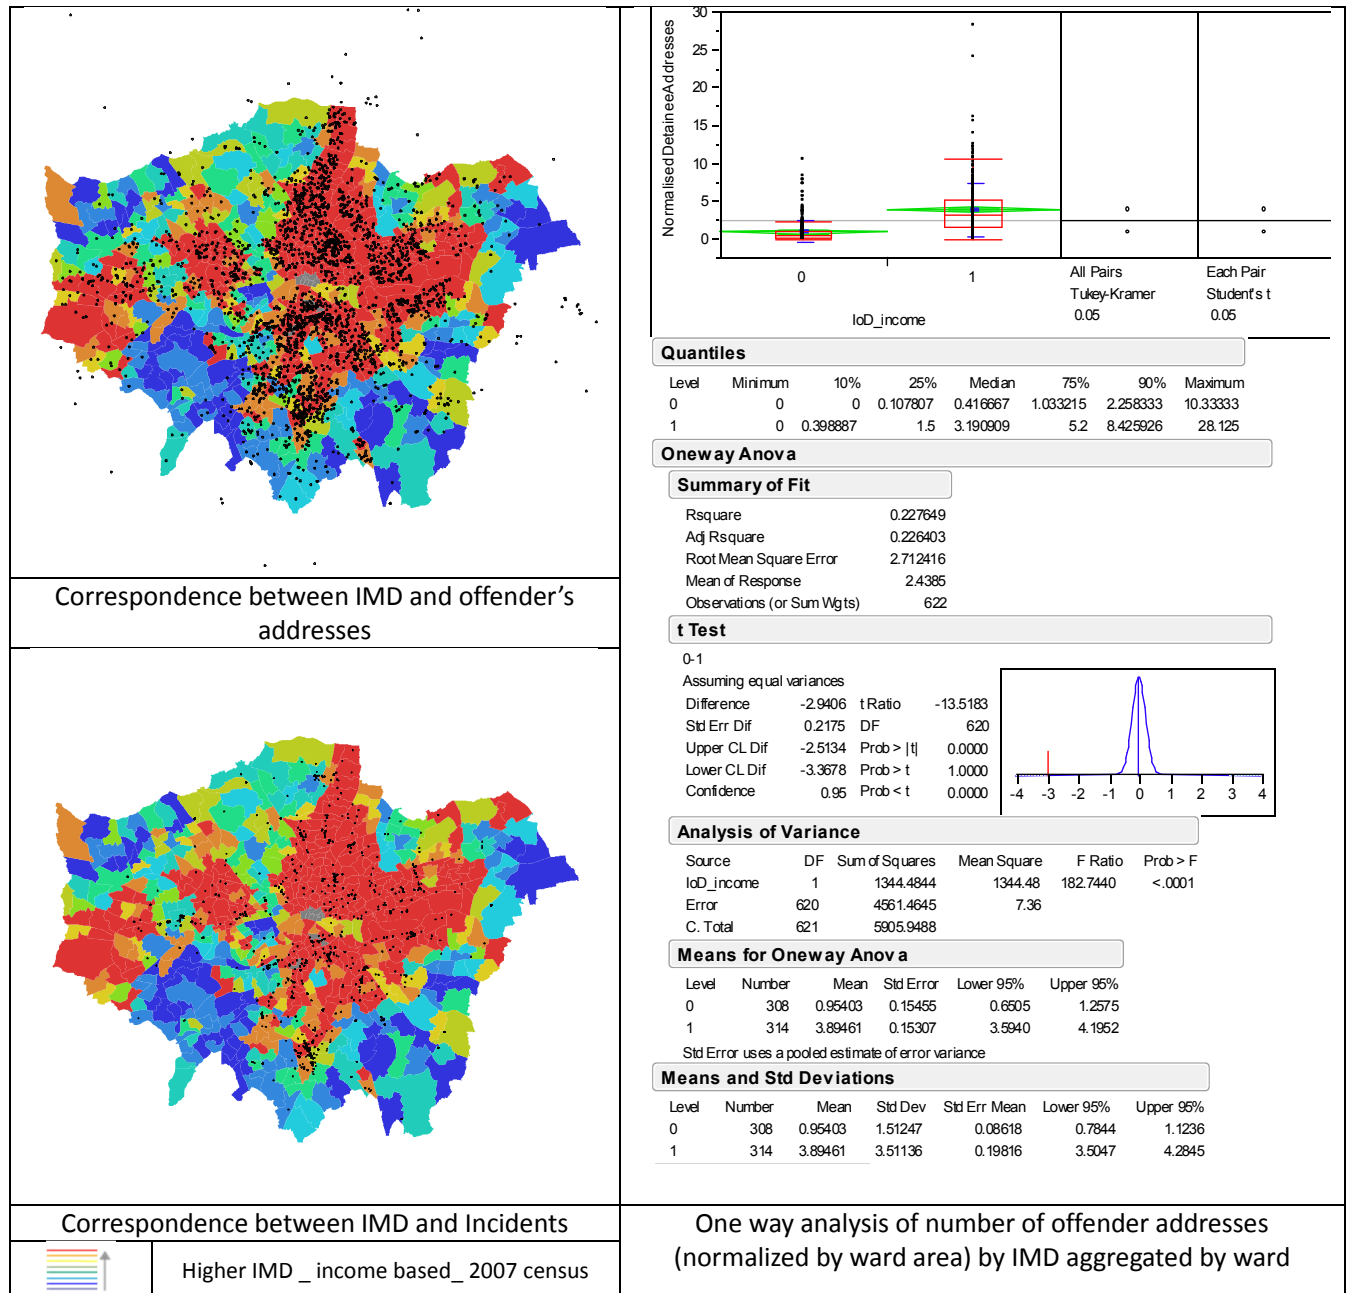 Correspondence between IMD and offender’s
addresses
Correspondence between IMD and Incidents
Higher IMD _ income based_ 2007 census
NormalisedDetaineeAddresses
30
25
20
15
10
5
0
0
1
IoD_income
All Pairs
Tukey-Kramer
0.05
Each Pair
Student's t
0.05
Quantiles
Level Minimum 10% 25% Median 75% 90% Maximum
0 0 0 0.107807 0.416667 1.033215 2.258333 10.33333
1 0 0.398887 1.5 3.190909 5.2 8.425926 28.125
Oneway Anova
Summary of Fit
Rsquare 0.227649
Adj Rsquare 0.226403
Root Mean Square Error 2.712416
Mean of Response 2.4385
Observations (or Sum Wgts) 622
t Test
0-1
Assuming equal variances
Difference -2.9406 t Ratio -13.5183
Std Err Dif 0.2175 DF 620
Upper CL Dif -2.5134 Prob > |t| 0.0000
Lower CL Dif -3.3678 Prob > t 1.0000
Confidence 0.95 Prob < t 0.0000
-4 -3 -2 -1 0 1 2 3 4
Analysis of Variance
Source DF Sum of Squares Mean Square F Ratio Prob > F
IoD_income 1 1344.4844 1344.48 182.7440 <.0001
Error 620 4561.4645 7.36
C. Total 621 5905.9488
Means for Oneway Anova
Level Number Mean Std Error Lower 95% Upper 95%
0 308 0.95403 0.15455 0.6505 1.2575
1 314 3.89461 0.15307 3.5940 4.1952
Std Error uses a pooled estimate of error variance
Means and Std Deviations
Level Number Mean Std Dev Std Err Mean Lower 95% Upper 95%
0 308 0.95403 1.51247 0.08618 0.7844 1.1236
1 314 3.89461 3.51136 0.19816 3.5047 4.2845
One way analysis of number of offender addresses
(normalized by ward area) by IMD aggregated by ward